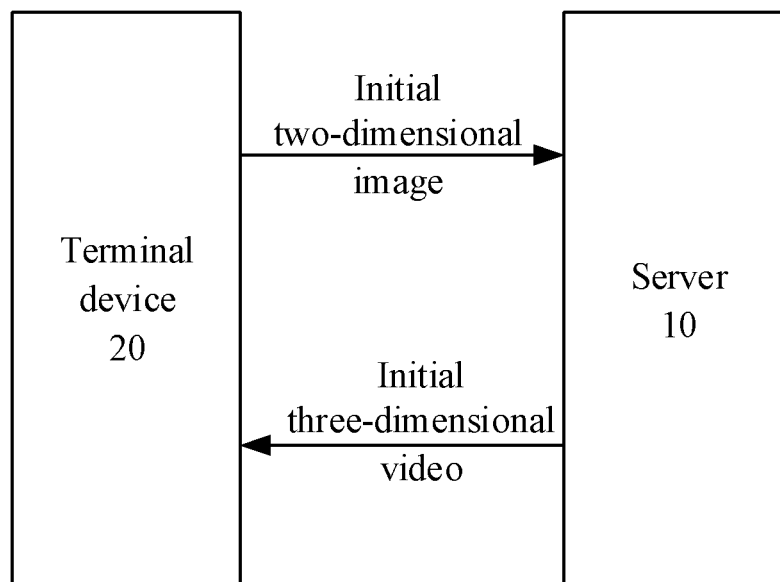 Initial
two-dimensional
image
Terminal
device
20
Server
10
Initial
three-dimensional
video